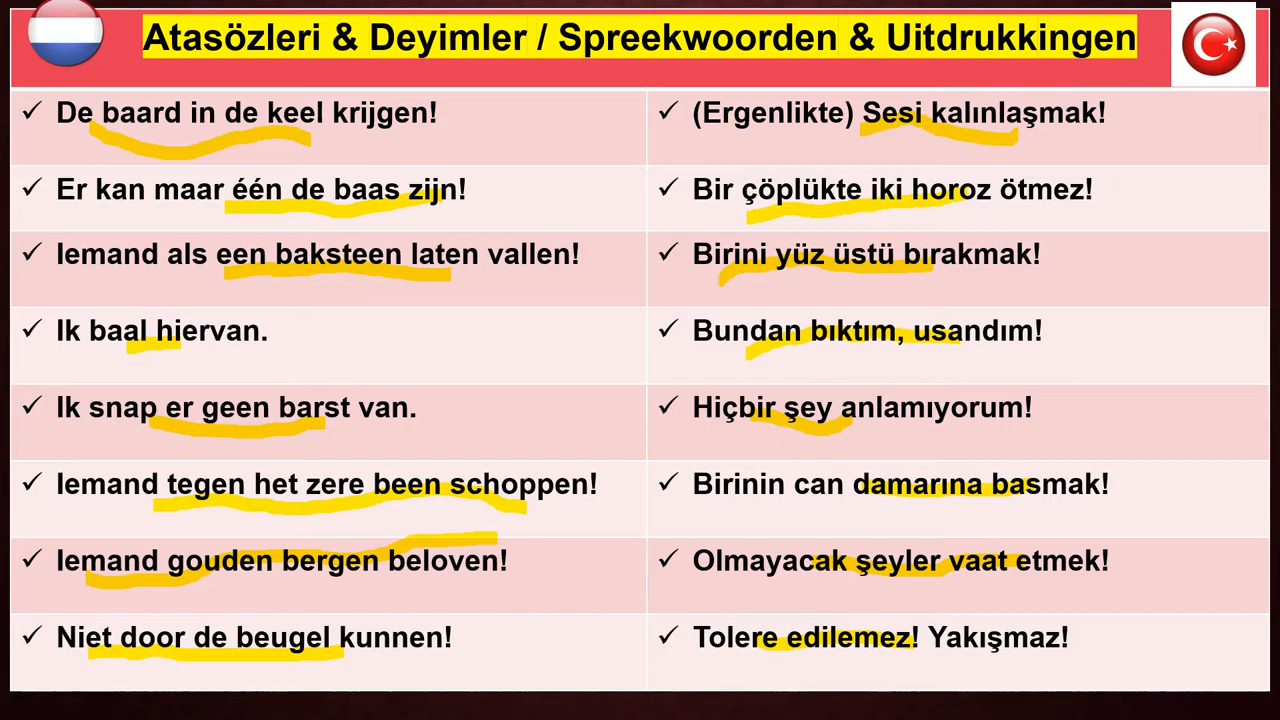 Atasözleri & Deyimler / Spreekwoorden & Uitdrukkingen
✓ De baard in de keel krijgen!
✓ (Ergenlikte) Sesi kalınlaşmak!
✓ Er kan maar één de baas zijn!
✓ Bir çöplükte iki horoz ötmez!
✓ Iemand als een baksteen laten vallen!
✓ Birini yüz üstü bırakmak!
✓ Ik baal hiervan.
✓ Bundan bıktım, usandım!
✓ Ik snap er geen barst van.
✓ Hiçbir şey anlamıyorum!
✓ Iemand tegen het zere been schoppen!
✓ Birinin can damarına basmak!
✓ Iemand gouden bergen beloven!
✓ Olmayacak şeyler vaat etmek!
✓ Niet door de beugel kunnen!
✓ Tolere edilemez! Yakışmaz!